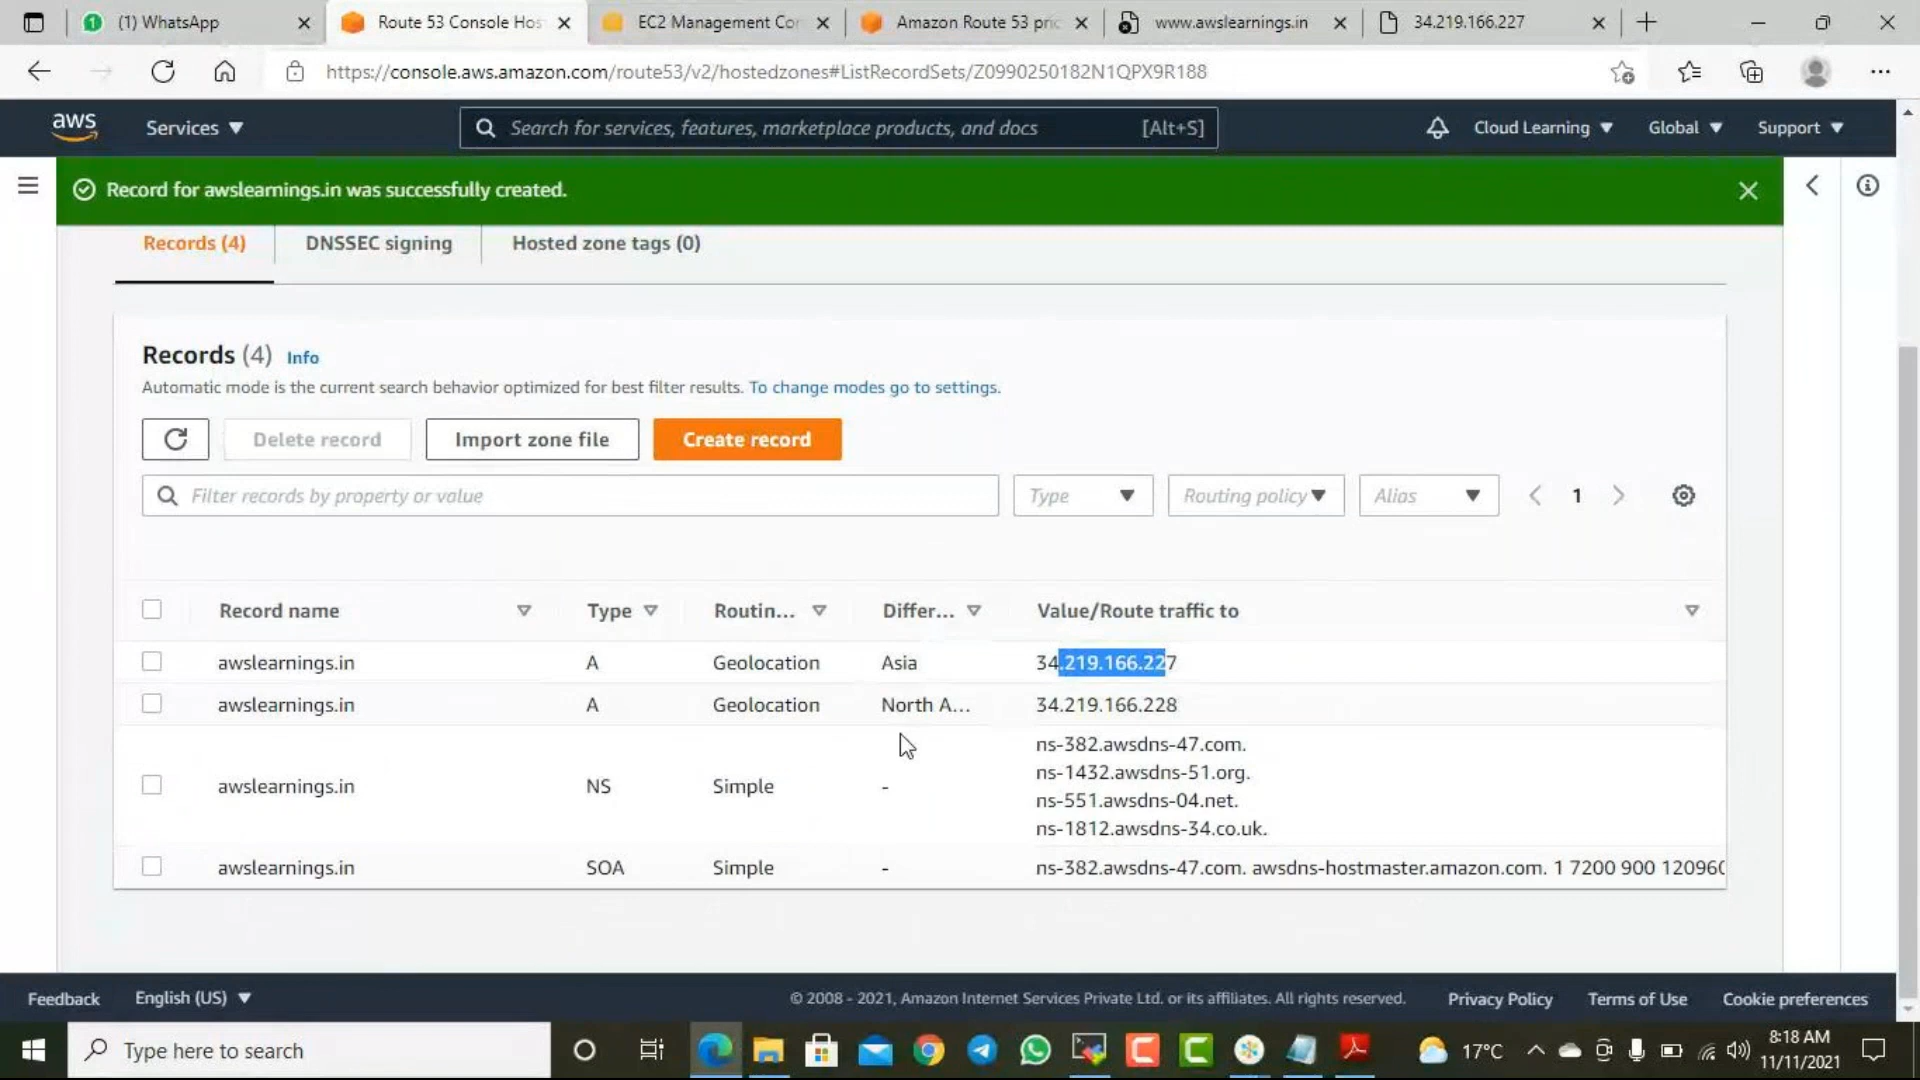 (1) WhatsApp
Route 53 Console Hos
EC2 Management Cor
Amazon Route 53 pric
www.awslearnings.in
34.219.166.227
https://console.aws.amazon.com/route53/v2/hostedzones#ListRecordSets/Z0990250182N1QPX9R188
aws
Services
Search for services, features, marketplace products, and docs
[Alt+S]
Cloud Learning
Global
Support
Record for awslearnings.in was successfully created.
Records (4)
DNSSEC signing
Hosted zone tags (0)
Records (4) Info
Automatic mode is the current search behavior optimized for best filter results. To change modes go to settings.
Delete record
Import zone file
Create record
Filter records by property or value
Type
Routing policy
Alias
1
Record name
Type
Routin...
Differ...
Value/Route traffic to
awslearnings.in A Geolocation Asia 34.219.166.227
awslearnings.in A Geolocation North A... 34.219.166.228
ns-382.awsdns-47.com.
ns-1432.awsdns-51.org.
awslearnings.in NS Simple -
ns-551.awsdns-04.net.
ns-1812.awsdns-34.co.uk.
awslearnings.in SOA Simple - ns-382.awsdns-47.com. awsdns-hostmaster.amazon.com. 1 7200 900 120960
Feedback
English (US)
© 2008 - 2021, Amazon Internet Services Private Ltd. or its affiliates. All rights reserved.
Privacy Policy
Terms of Use
Cookie preferences
Type here to search
17°C
8:18 AM
11/11/2021